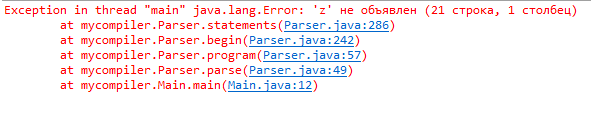 Exception in thread "main" java.lang.Error: 'z' не объявлен (21 строка, 1 столбец)
at mycompiler.Parser.statements(Parser.java:286)
at mycompiler.Parser.begin(Parser.java:242)
at mycompiler.Parser.program(Parser.java:57)
at mycompiler.Parser.parse(Parser.java:49)
at mycompiler.Main.main(Main.java:12)